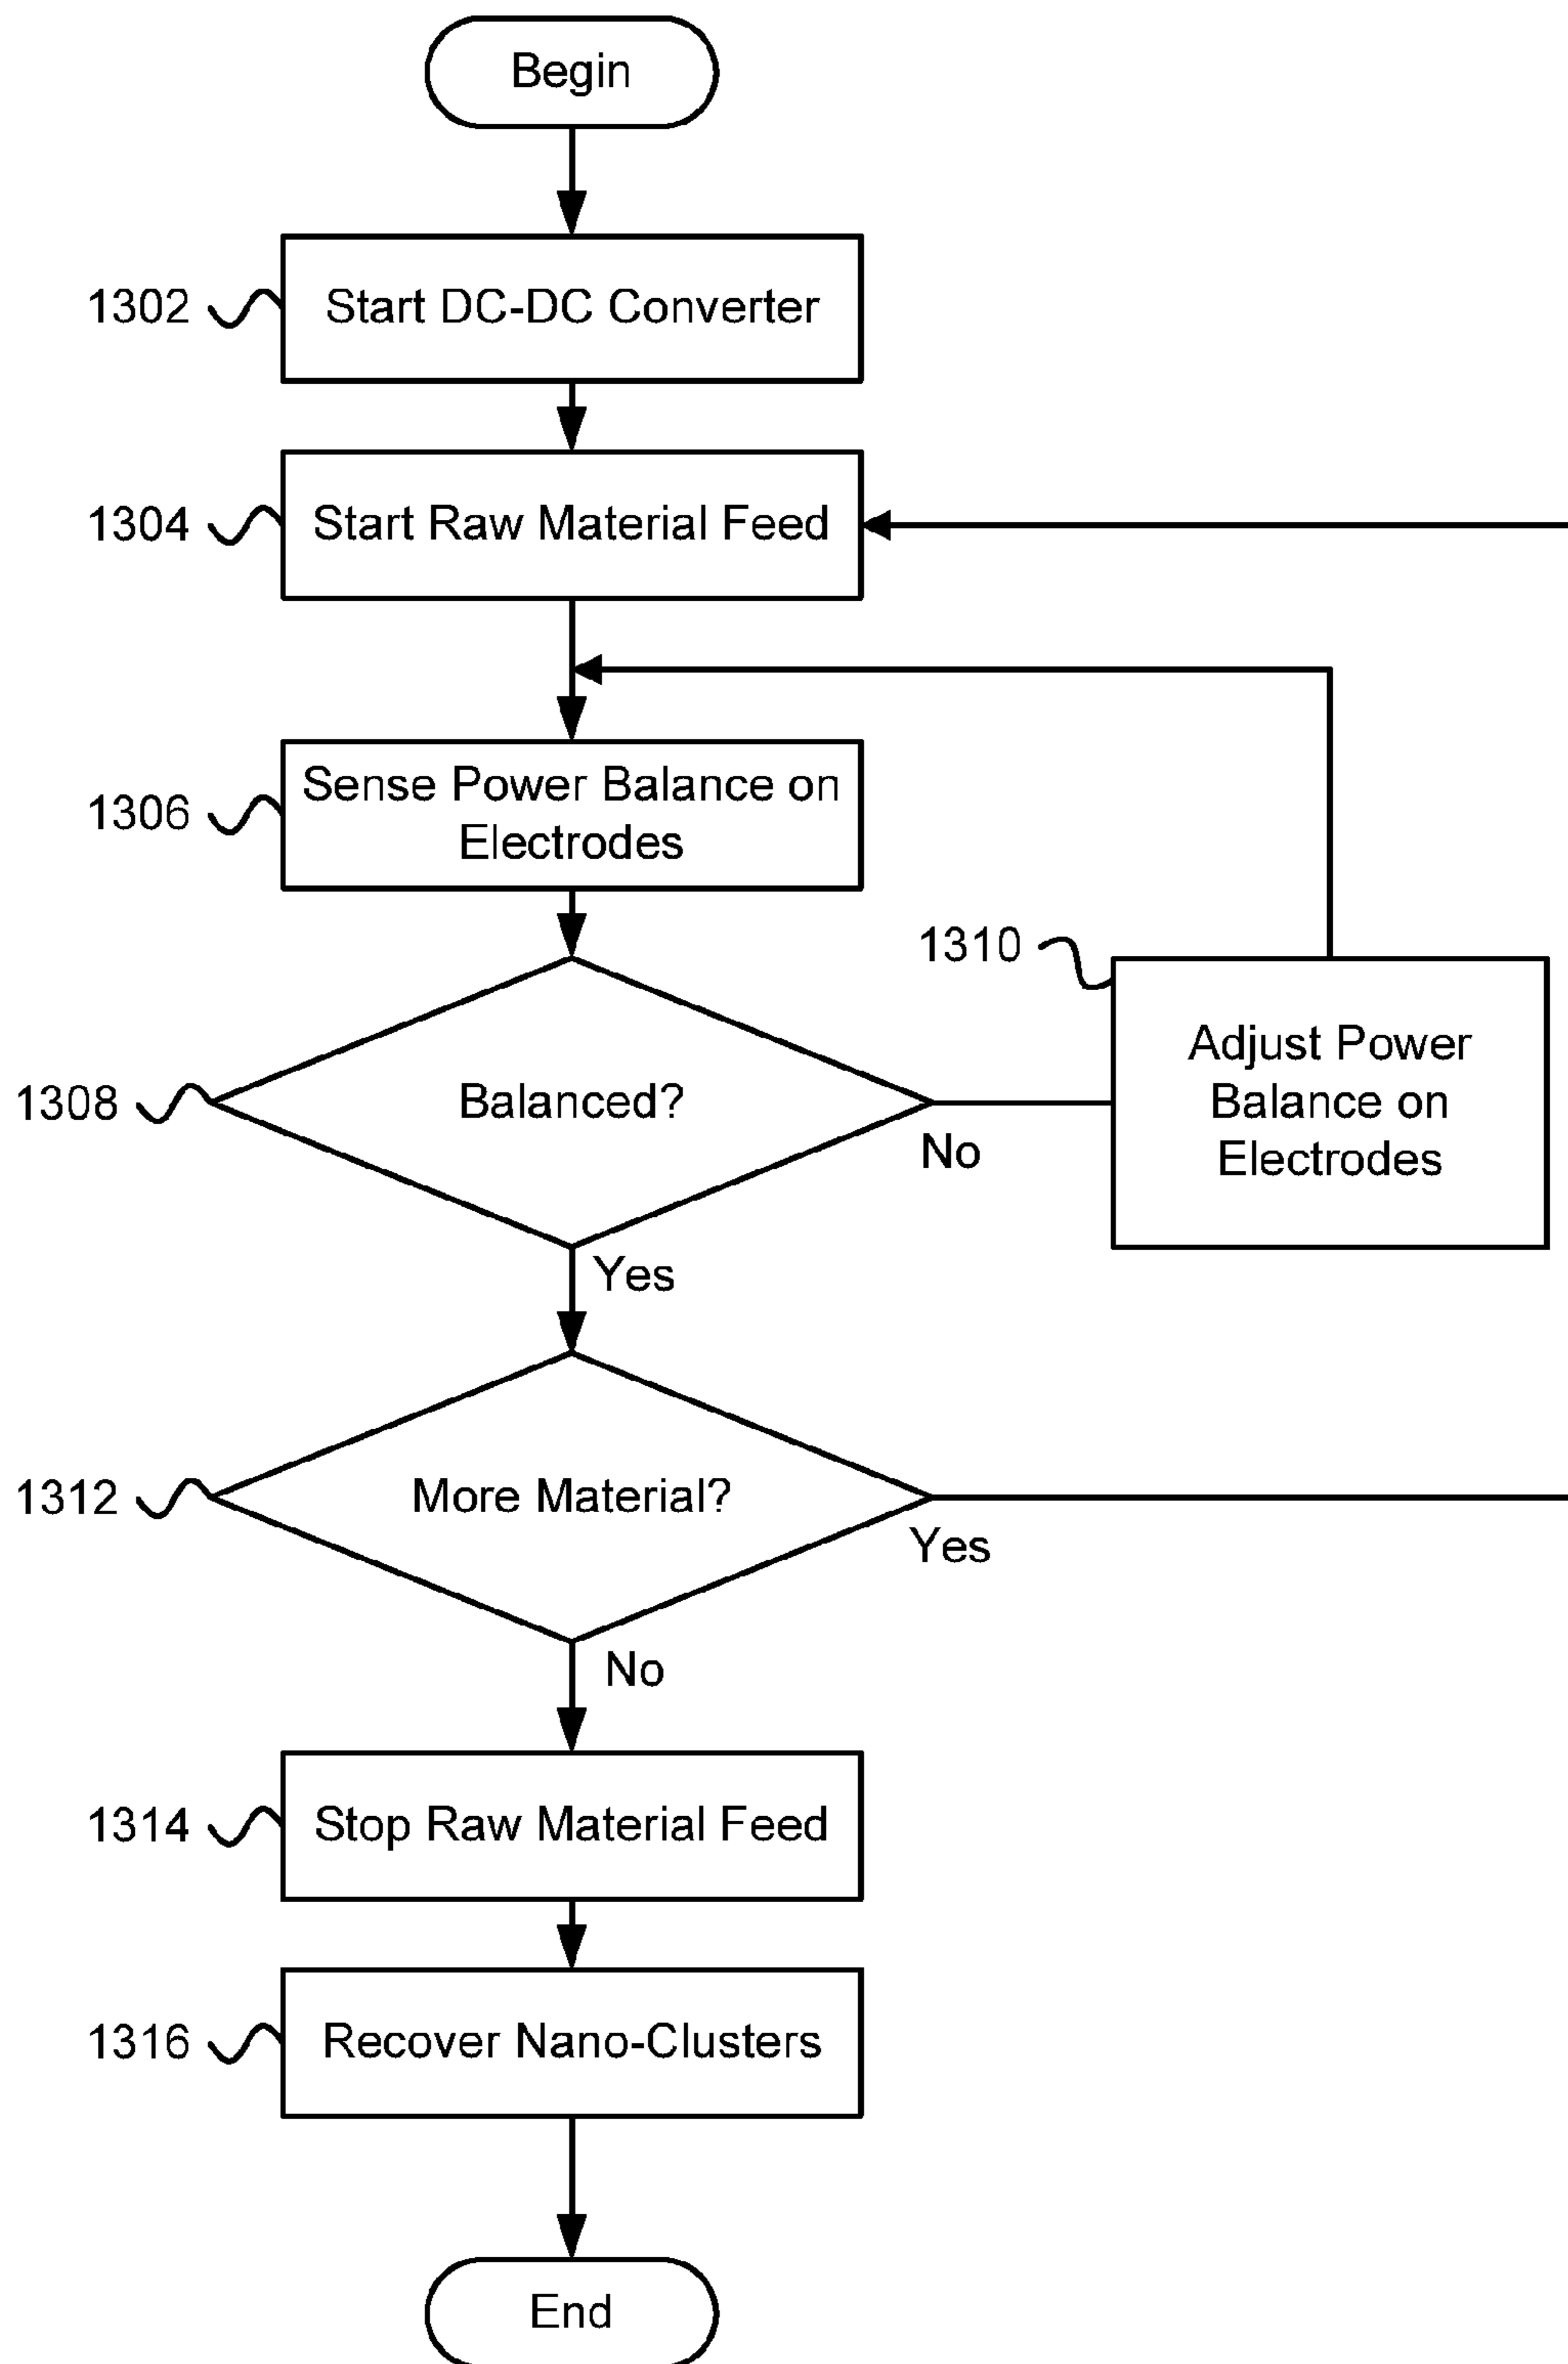 Begin
1302
Start DC-DC Converter
1304
Start Raw Material Feed
1306
Sense Power Balance on
Electrodes
1310
Adjust Power
Balance on
Electrodes
1308
Balanced?
No
Yes
1312
More Material?
Yes
No
1314
Stop Raw Material Feed
1316
Recover Nano-Clusters
End